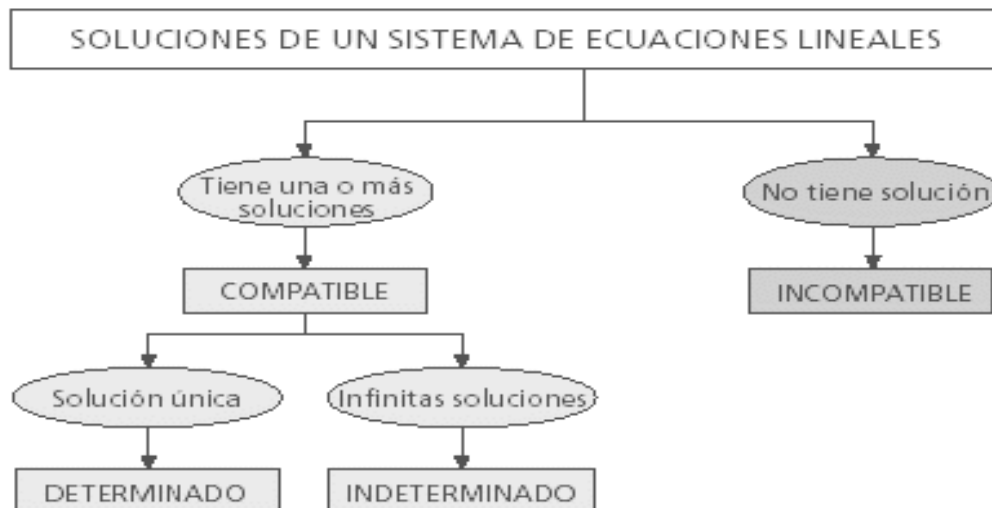 SOLUCIONES DE UN SISTEMA DE ECUACIONES LINEALES
Tiene una o más
soluciones
No tiene solución
COMPATIBLE
INCOMPATIBLE
Solución única
Infinitas soluciones
DETERMINADO
INDETERMINADO